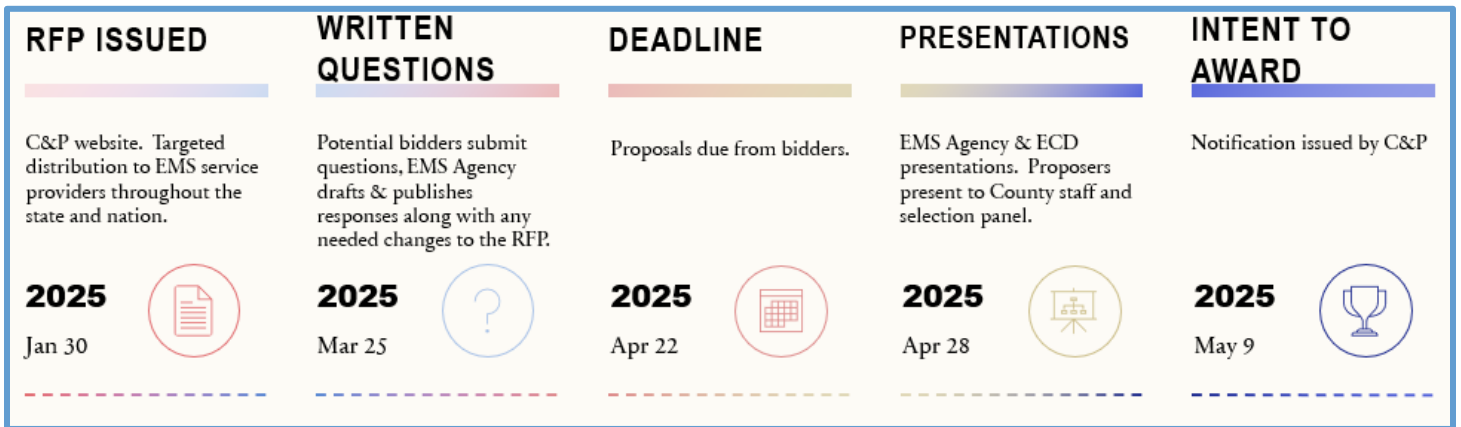 RFP ISSUED
C&P website. Targeted
distribution to EMS service
providers throughout the
state and nation.
2025
Jan 30
WRITTEN
QUESTIONS
Potential bidders submit
questions, EMS Agency
drafts & publishes
responses along with any
needed changes to the RFP.
2025
Mar 25
DEADLINE
Proposals due from bidders.
2025
Apr 22
PRESENTATIONS
EMS Agency & ECD
presentations. Proposers
present to County staff and
selection panel.
2025
Apr 28
INTENT TO
AWARD
Notification issued by C&P
2025
May 9